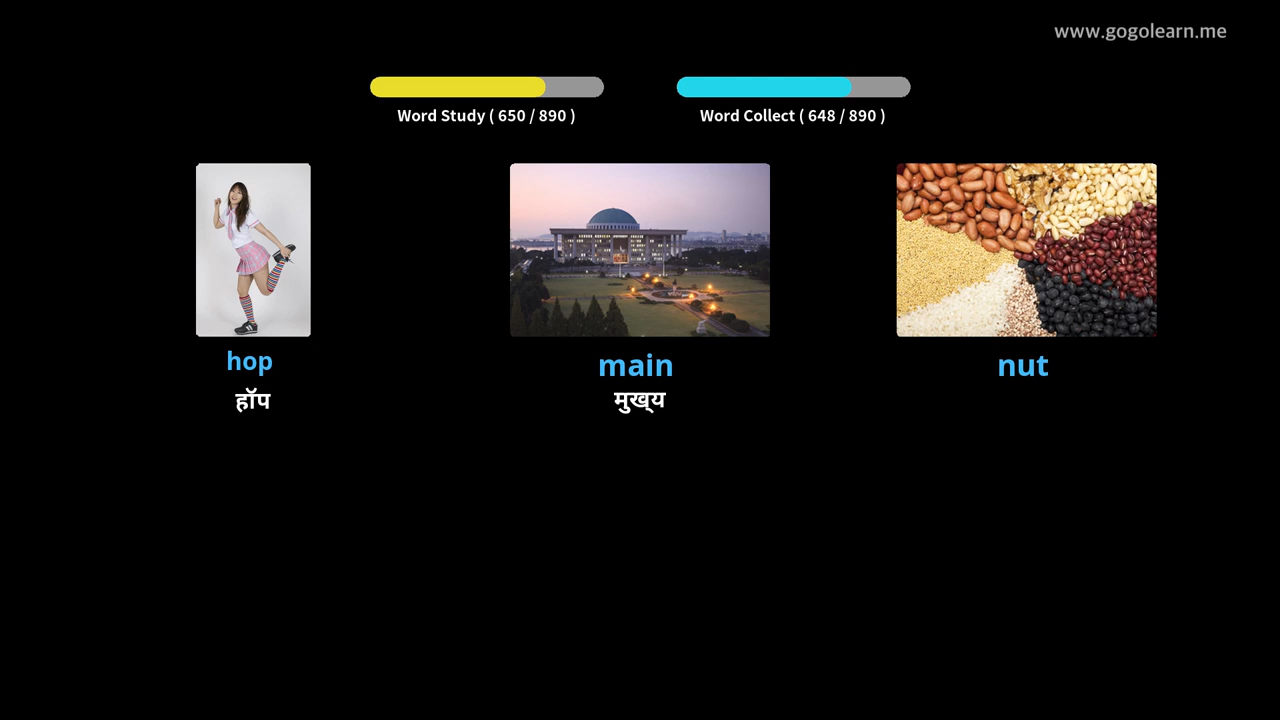 www.gogolearn.me
Word Study ( 650 / 890 )
Word Collect ( 648 / 890 )
hop
main
nut
हॉप
मुख्य